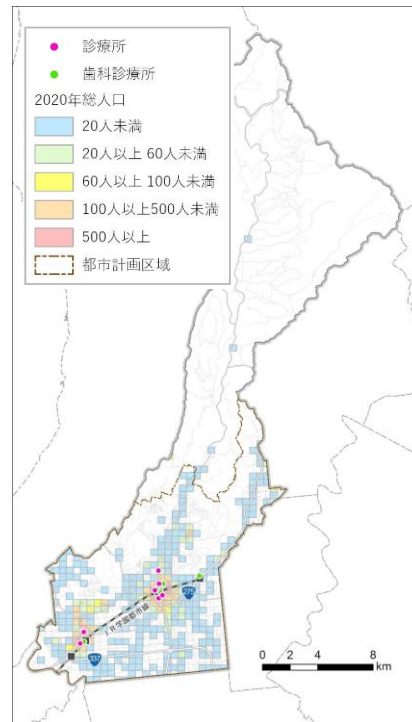 診療所
歯科診療所
2020年総人口
20人未満
20人以上 60人未満
60人以上 100人未満
100人以上500人未満
500人以上
都市計画区域
JR学園都市線
275
337
0 2 4 8
km